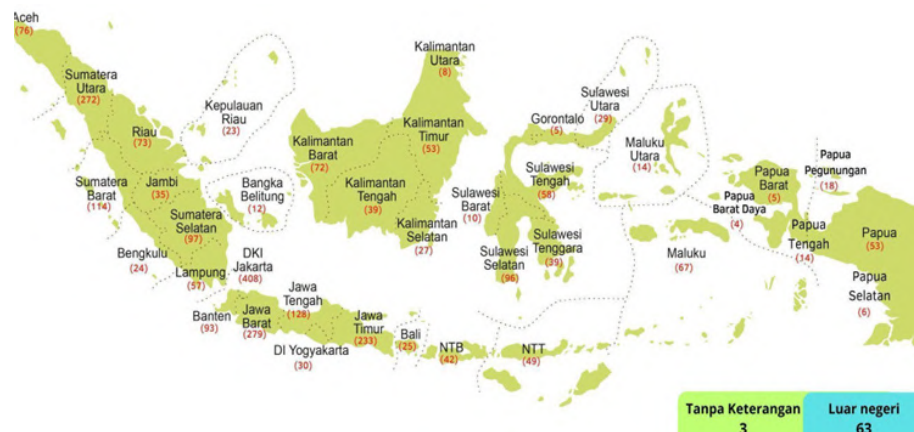 Aceh
(76)
Sumatera
Utara
(272)
Riau
(73)
Kepulauan
Riau
(23)
Sumatera
Barat
(114)
Jambi
(35)
Bangka
Belitung
(12)
Sumatera
Selatan
(97)
Bengkulu
(24)
Lampung
(57)
DKI
Jakarta
(408)
Banten
(93)
Jawa
Barat
(279)
Jawa
Tengah
(128)
DI Yogyakarta
(30)
Jawa
Timur
(233)
Bali
(25)
NTB
(42)
NTT
(49)
Kalimantan
Utara
(8)
Kalimantan
Barat
(72)
Kalimantan
Timur
(53)
Kalimantan
Tengah
(39)
Kalimantan
Selatan
(27)
Gorontalo
(5)
Sulawesi
Utara
(29)
Sulawesi
Tengah
(58)
Sulawesi
Barat
(10)
Sulawesi
Selatan
(96)
Sulawesi
Tenggara
(39)
Maluku
Utara
(14)
Maluku
(67)
Papua
Barat
(5)
Papua
Barat Daya
(4)
Papua
Pegunungan
(18)
Papua
Tengah
(14)
Papua
(53)
Papua
Selatan
(6)
Tanpa Keterangan
3
Luar negeri
63